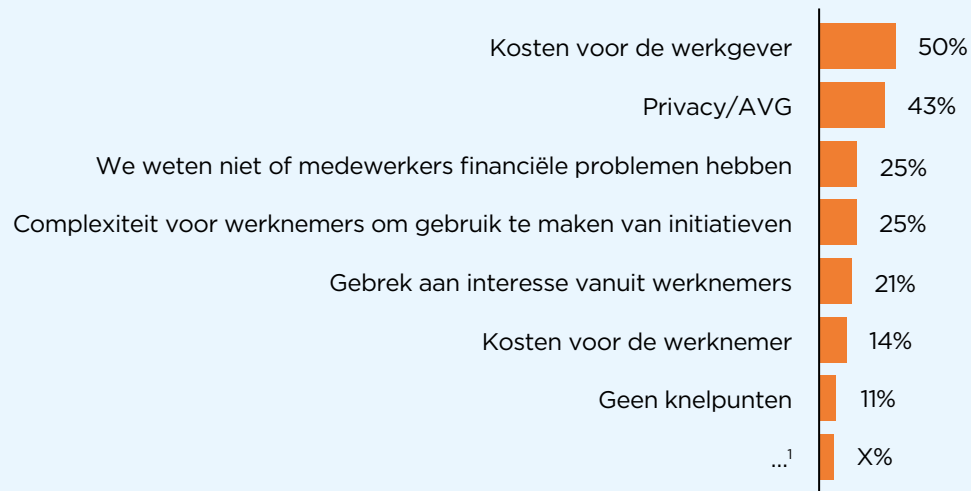 Kosten voor de werkgever 50%
Privacy/AVG 43%
We weten niet of medewerkers financiële problemen hebben 25%
Complexiteit voor werknemers om gebruik te maken van initiatieven 25%
Gebrek aan interesse vanuit werknemers 21%
Kosten voor de werknemer 14%
Geen knelpunten 11%
...¹ X%